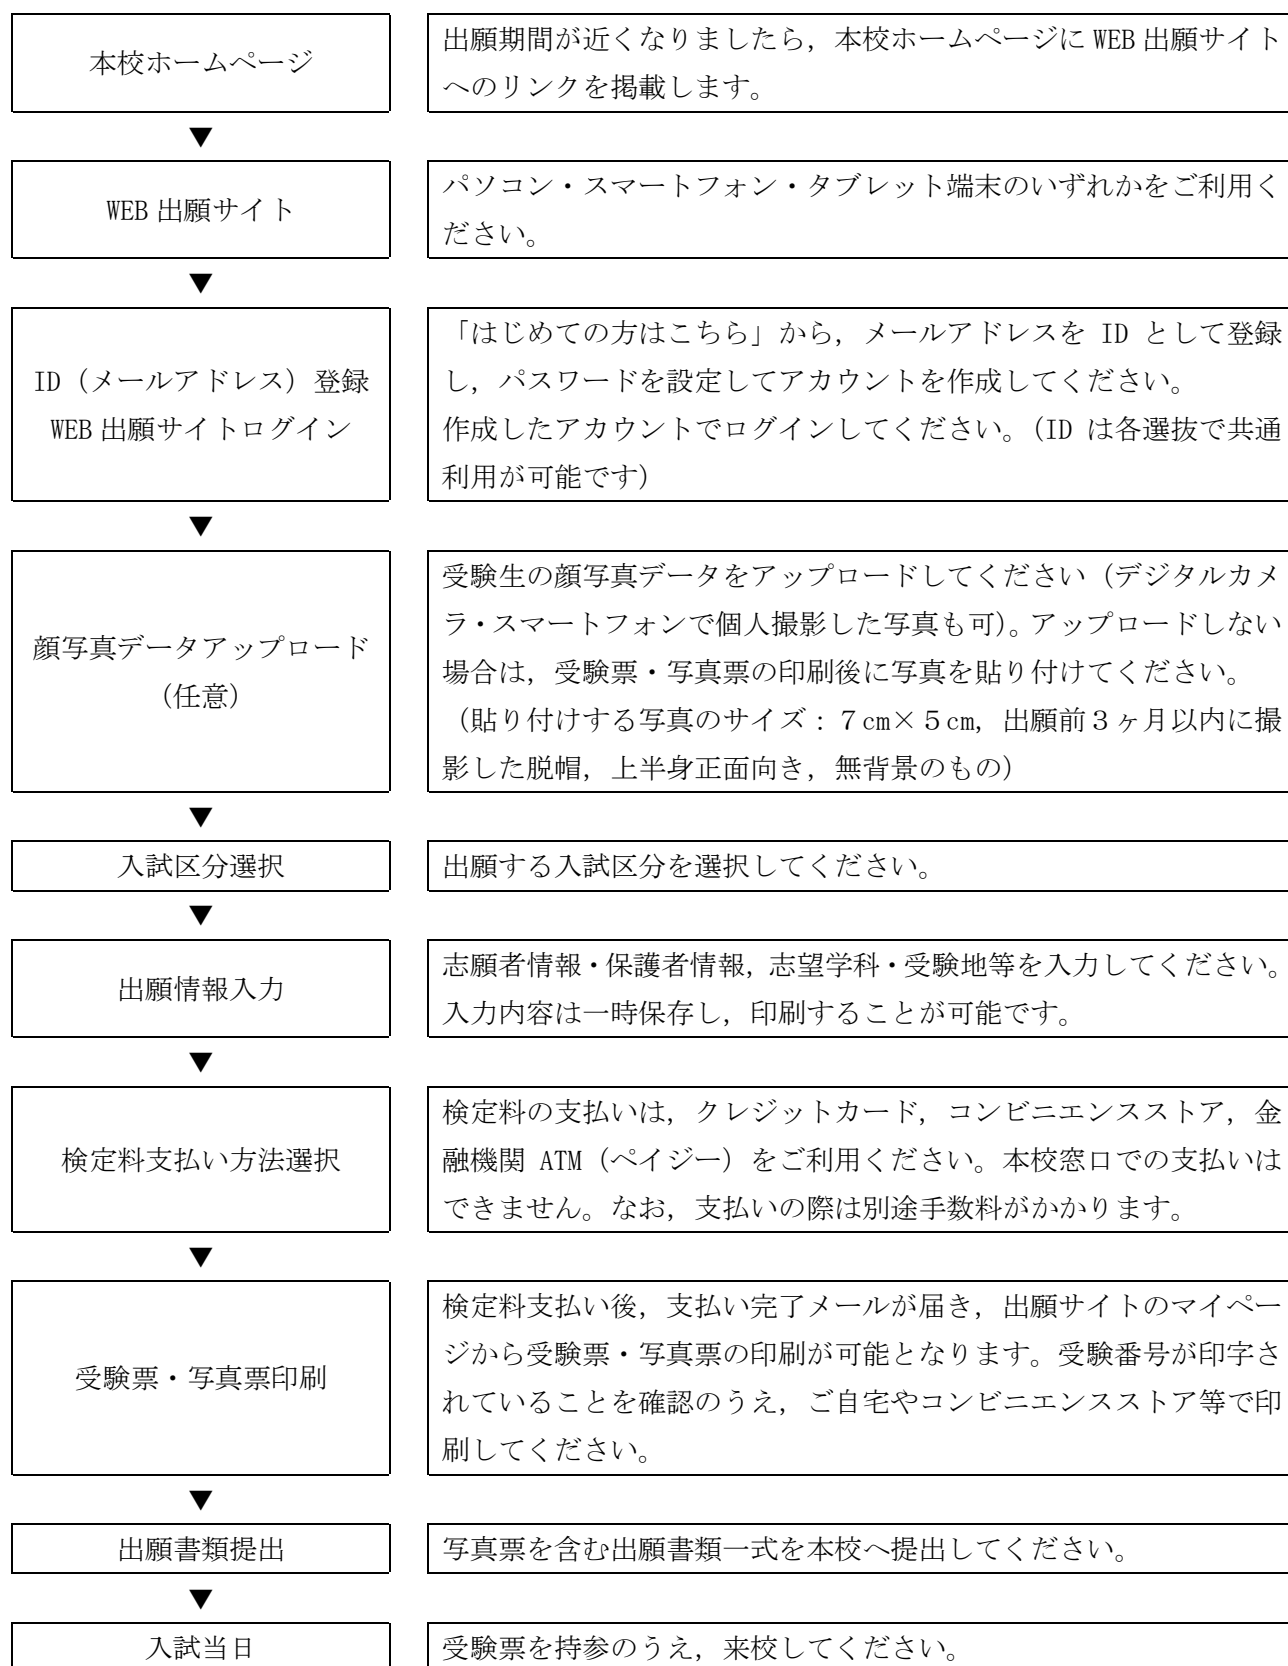 本校ホームページ
出願期間が近くなりましたら，本校ホームページに WEB 出願サイト
へのリンクを掲載します。
▼
WEB 出願サイト
パソコン・スマートフォン・タブレット端末のいずれかをご利用く
ださい。
▼
ID（メールアドレス）登録
WEB 出願サイトログイン
「はじめての方はこちら」から，メールアドレスを ID として登録
し，パスワードを設定してアカウントを作成してください。
作成したアカウントでログインしてください。（ID は各選抜で共通
利用が可能です）
▼
顔写真データアップロード
（任意）
受験生の顔写真データをアップロードしてください（デジタルカメ
ラ・スマートフォンで個人撮影した写真も可）。アップロードしない
場合は，受験票・写真票の印刷後に写真を貼り付けてください。
（貼り付けする写真のサイズ：７㎝×５㎝，出願前３ヶ月以内に撮
影した脱帽，上半身正面向き，無背景のもの）
▼
入試区分選択
出願する入試区分を選択してください。
▼
出願情報入力
志願者情報・保護者情報，志望学科・受験地等を入力してください。
入力内容は一時保存し，印刷することが可能です。
▼
検定料支払い方法選択
検定料の支払いは，クレジットカード，コンビニエンスストア，金
融機関 ATM（ペイジー）をご利用ください。本校窓口での支払いは
できません。なお，支払いの際は別途手数料がかかります。
▼
受験票・写真票印刷
検定料支払い後，支払い完了メールが届き，出願サイトのマイペー
ジから受験票・写真票の印刷が可能となります。受験番号が印字さ
れていることを確認のうえ，ご自宅やコンビニエンスストア等で印
刷してください。
▼
出願書類提出
写真票を含む出願書類一式を本校へ提出してください。
▼
入試当日
受験票を持参のうえ，来校してください。